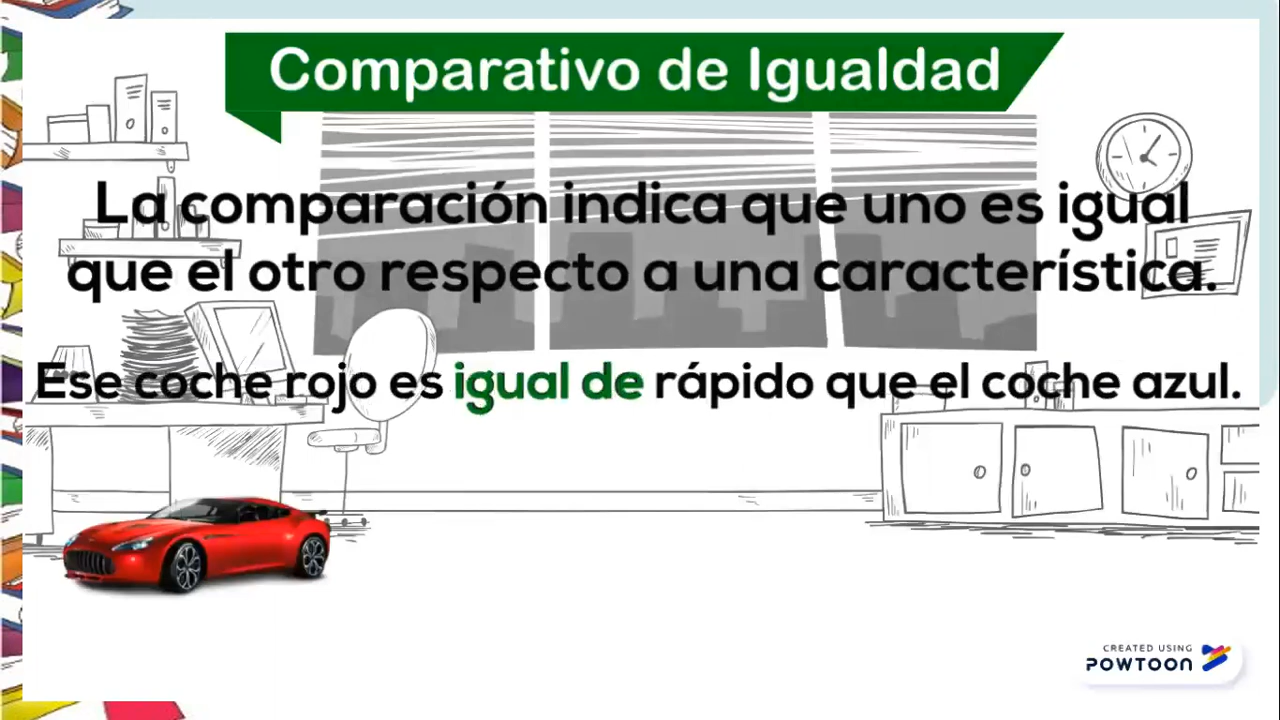 Comparativo de Igualdad
La comparación indica que uno es igual
que el otro respecto a una característica.
Ese coche rojo es igual de rápido que el coche azul.
CREATED USING
POWTOON